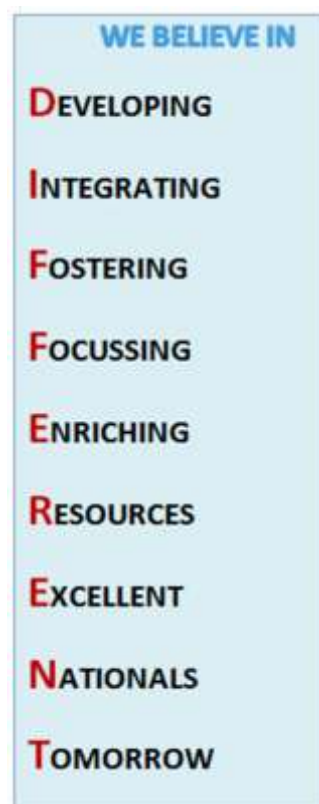 WE BELIEVE IN
DEVELOPING
INTEGRATING
FOSTERING
FOCUSSING
ENRICHING
RESOURCES
EXCELLENT
NATIONALS
TOMORROW